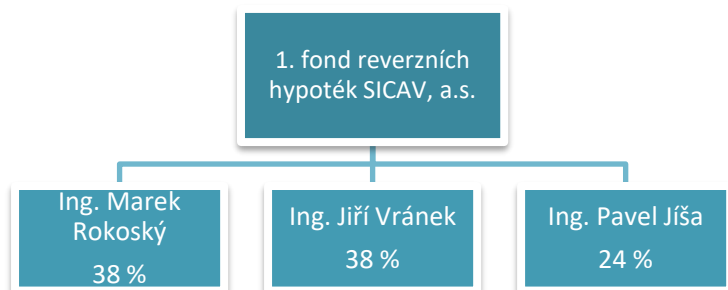 1. fond reverzních
hypoték SICAV, a.s.
Ing. Marek
Rokoský
38 %
Ing. Jiří Vránek
38 %
Ing. Pavel Jíša
24 %